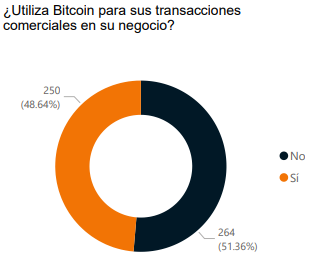 ¿Utiliza Bitcoin para sus transacciones
comerciales en su negocio?
250
(48.64%)
No
Sí
264
(51.36%)